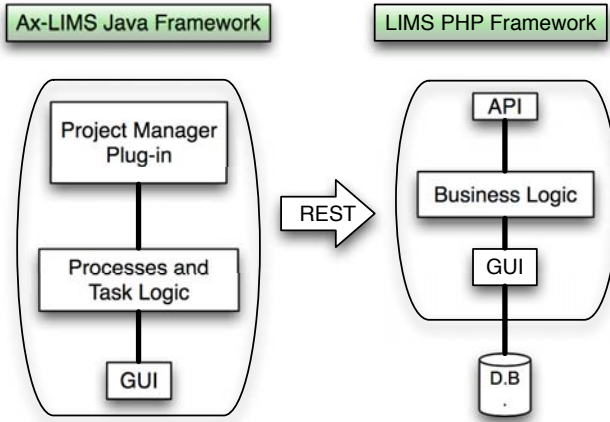 Ax-LIMS Java Framework
LIMS PHP Framework
Project Manager
Plug-in
Processes and
Task Logic
GUI
REST
API
Business Logic
GUI
D.B
.